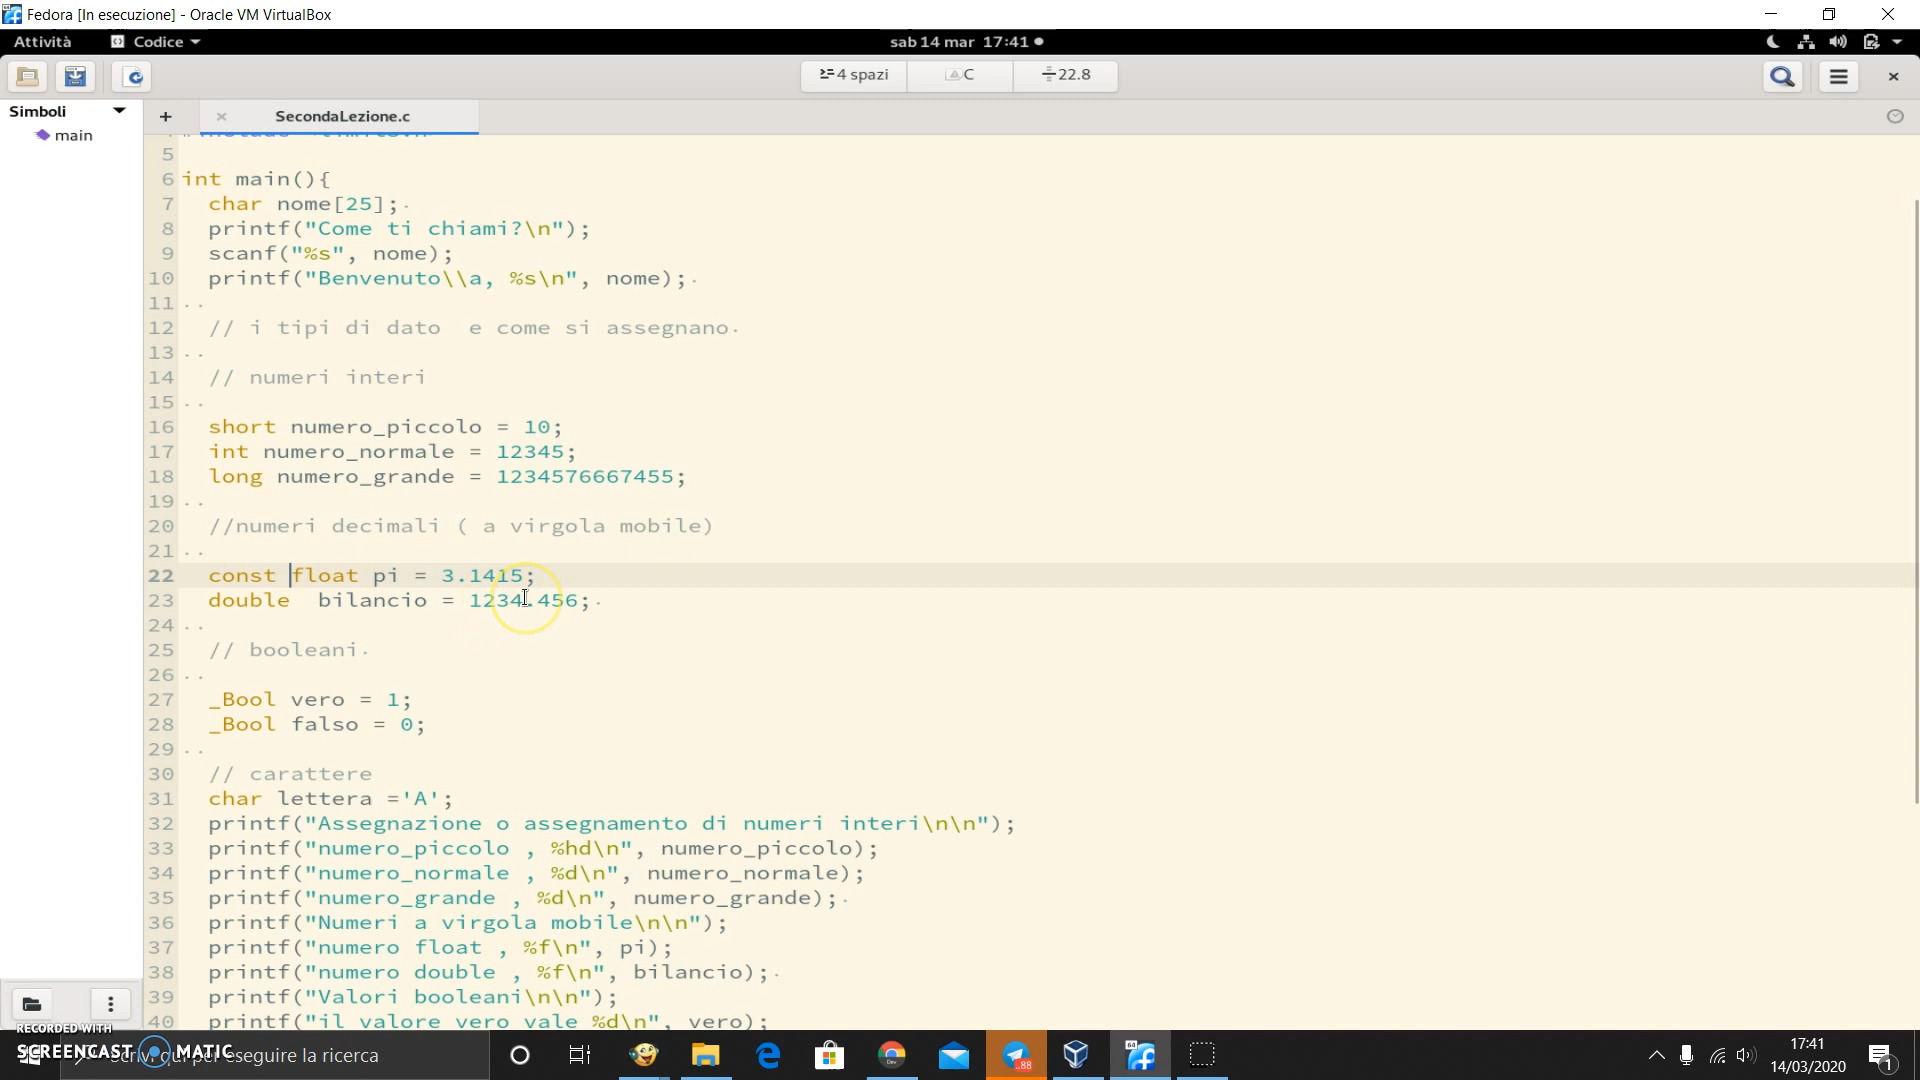 Fedora [In esecuzione] - Oracle VM VirtualBox
Attività Codice sab 14 mar 17:41
4 spazi C 22.8
Simboli
main
SecondaLezione.c
5
6 int main(){
7 char nome[25];
8 printf("Come ti chiami?\n");
9 scanf("%s", nome);
10 printf("Benvenuto\\a, %s\n", nome);
11
12 // i tipi di dato  e come si assegnano
13
14 // numeri interi
15
16 short numero_piccolo = 10;
17 int numero_normale = 12345;
18 long numero_grande = 1234576667455;
19
20 //numeri decimali ( a virgola mobile)
21
22 const float pi = 3.1415;
23 double  bilancio = 1234.456;
24
25 // booleani
26
27 _Bool vero = 1;
28 _Bool falso = 0;
29
30 // carattere
31 char lettera ='A';
32 printf("Assegnazione o assegnamento di numeri interi\n\n");
33 printf("numero_piccolo , %hd\n", numero_piccolo);
34 printf("numero_normale , %d\n", numero_normale);
35 printf("numero_grande , %d\n", numero_grande);
36 printf("Numeri a virgola mobile\n\n");
37 printf("numero float , %f\n", pi);
38 printf("numero double , %f\n", bilancio);
39 printf("Valori booleani\n\n");
40 printf("il valore vero vale %d\n", vero);
RECORDED WITH
SCREENCAST MATIC
qui per eseguire la ricerca
64
88
17:41
14/03/2020
1